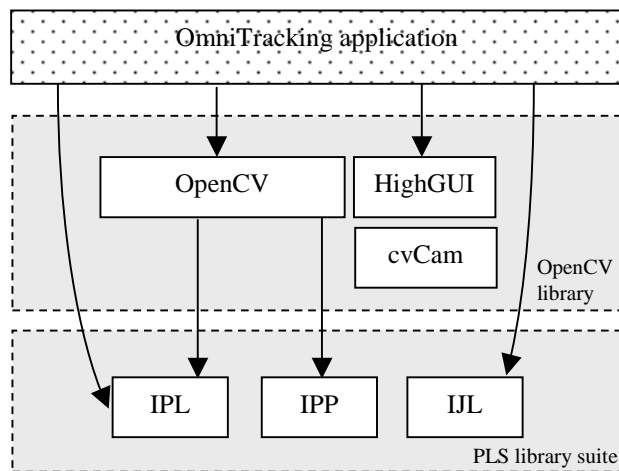 OmniTracking application
OpenCV
HighGUI
cvCam
OpenCV
library
IPL
IPP
IJL
PLS library suite